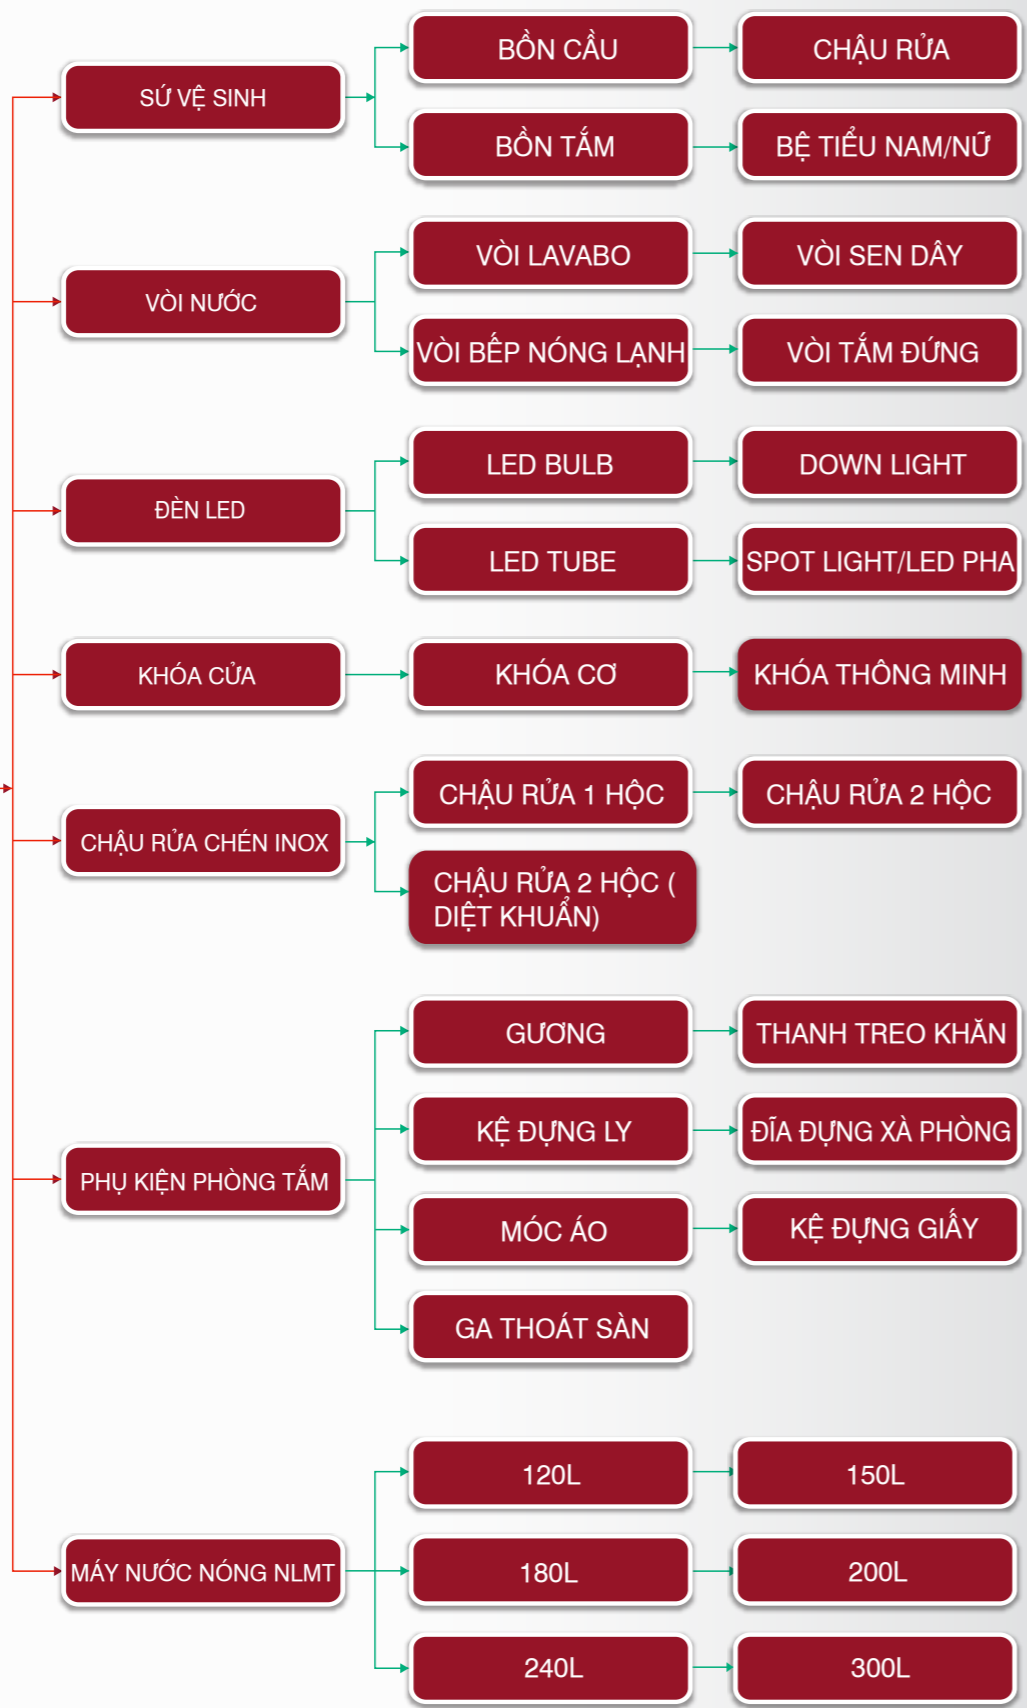 SỨ VỆ SINH
BỒN CẦU
CHẬU RỬA
BỒN TẮM
BỆ TIỂU NAM/NỮ
VÒI NƯỚC
VÒI LAVABO
VÒI SEN DÂY
VÒI BẾP NÓNG LẠNH
VÒI TẮM ĐỨNG
ĐÈN LED
LED BULB
DOWN LIGHT
LED TUBE
SPOT LIGHT/LED PHA
KHÓA CỬA
KHÓA CƠ
KHÓA THÔNG MINH
CHẬU RỬA CHÉN INOX
CHẬU RỬA 1 HỘC
CHẬU RỬA 2 HỘC
CHẬU RỬA 2 HỘC (
DIỆT KHUẨN)
PHỤ KIỆN PHÒNG TẮM
GƯƠNG
THANH TREO KHĂN
KỆ ĐỰNG LY
ĐĨA ĐỰNG XÀ PHÒNG
MÓC ÁO
KỆ ĐỰNG GIẤY
GA THOÁT SÀN
MÁY NƯỚC NÓNG NLMT
120L
150L
180L
200L
240L
300L